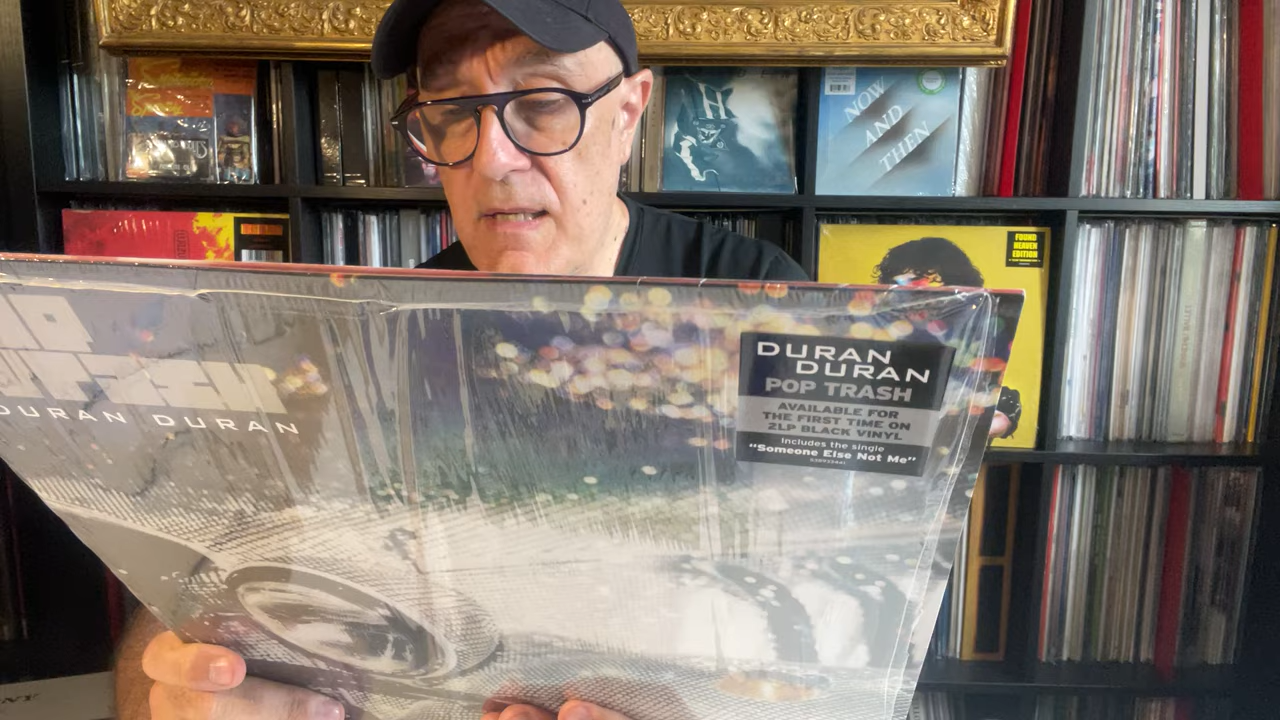 NOW
AND
THEN
FOUND
HEAVEN
EDITION
DURAN DURAN
DURAN
DURAN
POP TRASH
AVAILABLE FOR
THE FIRST TIME ON
2LP BLACK VINYL
Includes the single
"Someone Else Not Me"